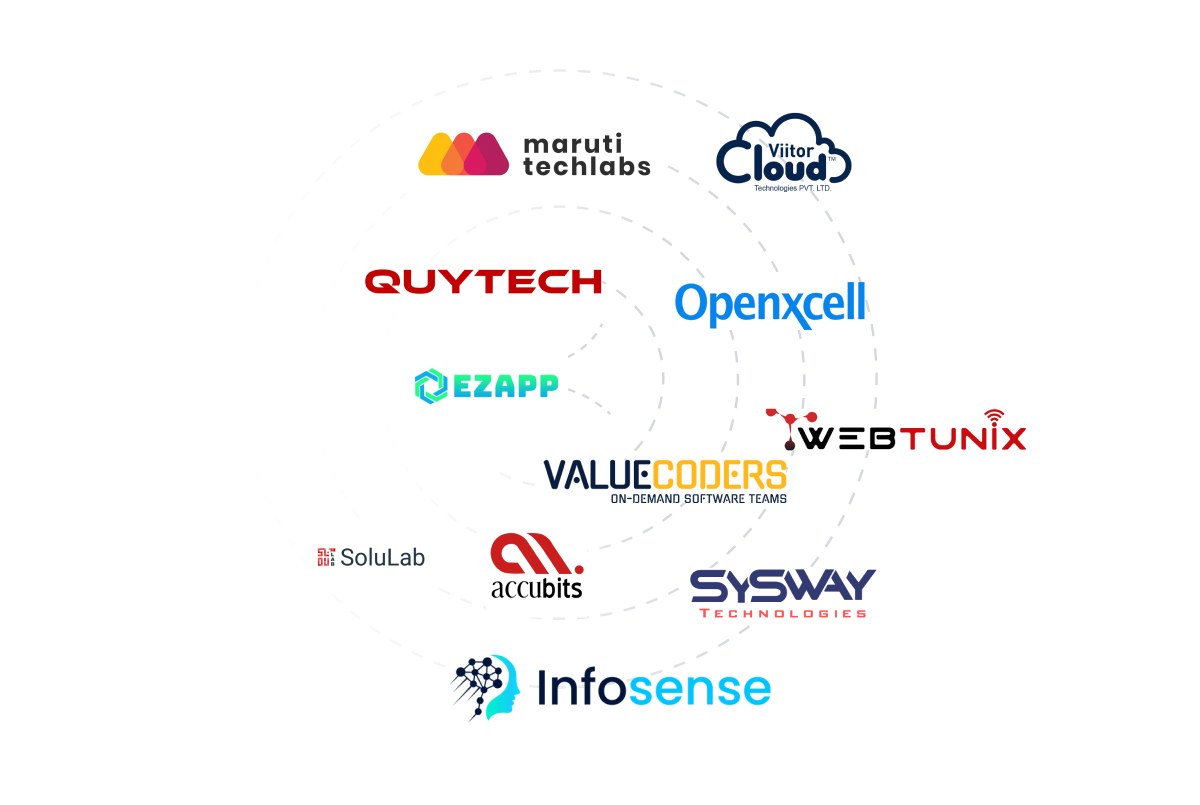 maruti
techlabs
Viitor
Cloud™
Technologies PVT. LTD.
QUYTECH
Openxcell
EZAPP
WEBTUNIX
VALUECODERS
ON-DEMAND SOFTWARE TEAMS
SoluLab
accubits
SYSWAY
TECHNOLOGIES
Infosense